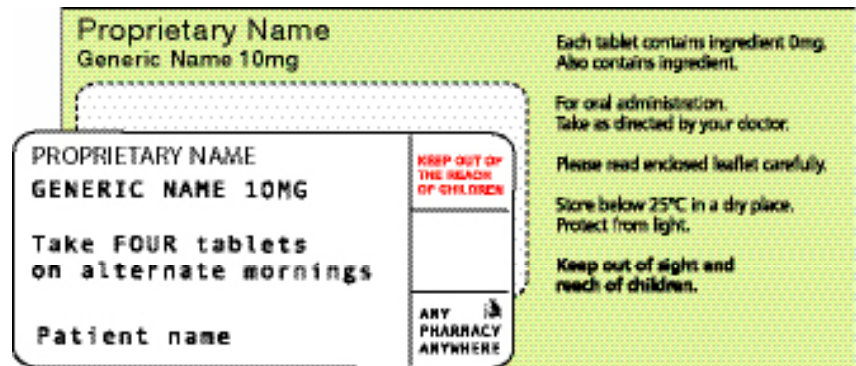 Proprietary Name
Generic Name 10mg
PROPRIETARY NAME
GENERIC NAME 10MG
Take FOUR tablets
on alternate mornings
Patient name
KEEP OUT OF
THE REACH
OF CHILDREN
ANY
PHARMACY
ANYWHERE
Each tablet contains ingredient 0mg.
Also contains ingredient.
For oral administration.
Take as directed by your doctor.
Please read enclosed leaflet carefully.
Store below 25°C in a dry place.
Protect from light.
Keep out of sight and
reach of children.